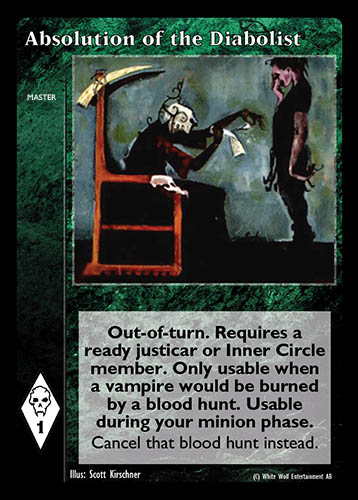 Absolution of the Diabolist
MASTER
Out-of-turn. Requires a
ready justicar or Inner Circle
member. Only usable when
a vampire would be burned
by a blood hunt. Usable
during your minion phase.
Cancel that blood hunt instead.
1
Illus: Scott Kirschner
(C) White Wolf Entertainment AB